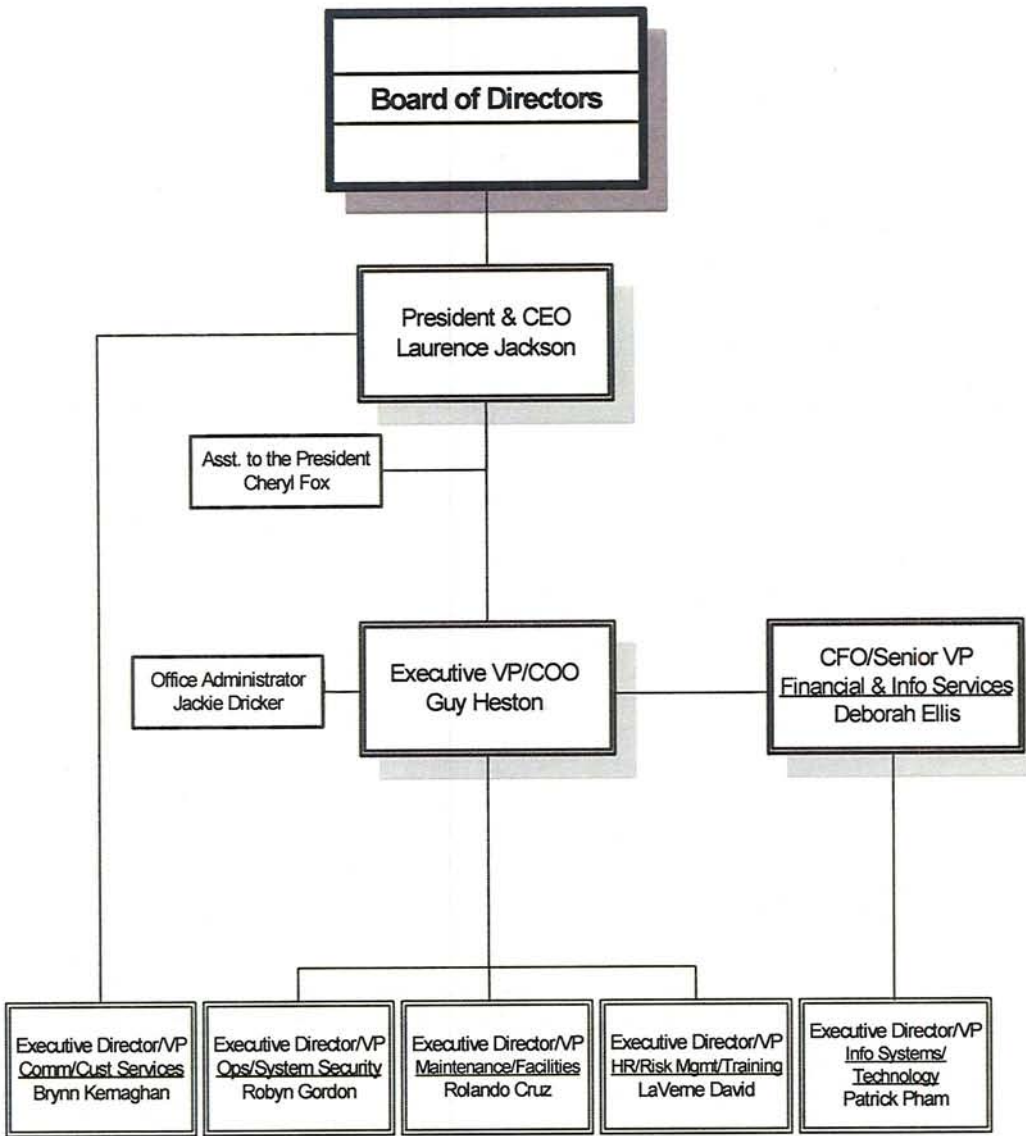 Board of Directors
President & CEO
Laurence Jackson
Asst. to the President
Cheryl Fox
Executive VP/COO
Guy Heston
Office Administrator
Jackie Dricker
CFO/Senior VP
Financial & Info Services
Deborah Ellis
Executive Director/VP
Comm/Cust Services
Brynn Kernaghan
Executive Director/VP
Ops/System Security
Robyn Gordon
Executive Director/VP
Maintenance/Facilities
Rolando Cruz
Executive Director/VP
HR/Risk Mgmt/Training
LaVerne David
Executive Director/VP
Info Systems/
Technology
Patrick Pham